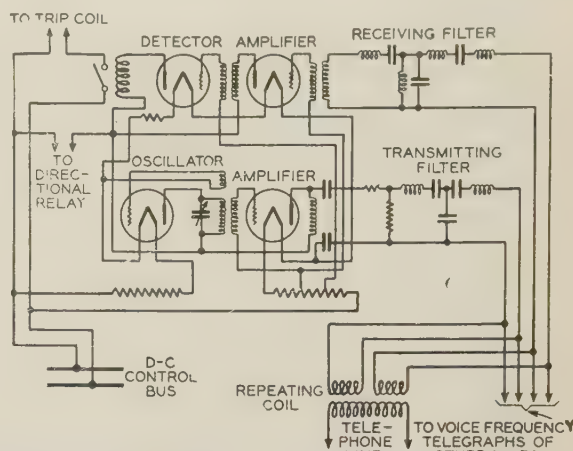 TO TRIP COIL
DETECTOR
AMPLIFIER
RECEIVING FILTER
TO
DIREC-
TIONAL
RELAY
OSCILLATOR
AMPLIFIER
TRANSMITTING
FILTER
D-C
CONTROL
BUS
REPEATING
COIL
TELE-
PHONE
TO VOICE FREQUENCY
TELEGRAPHS OF